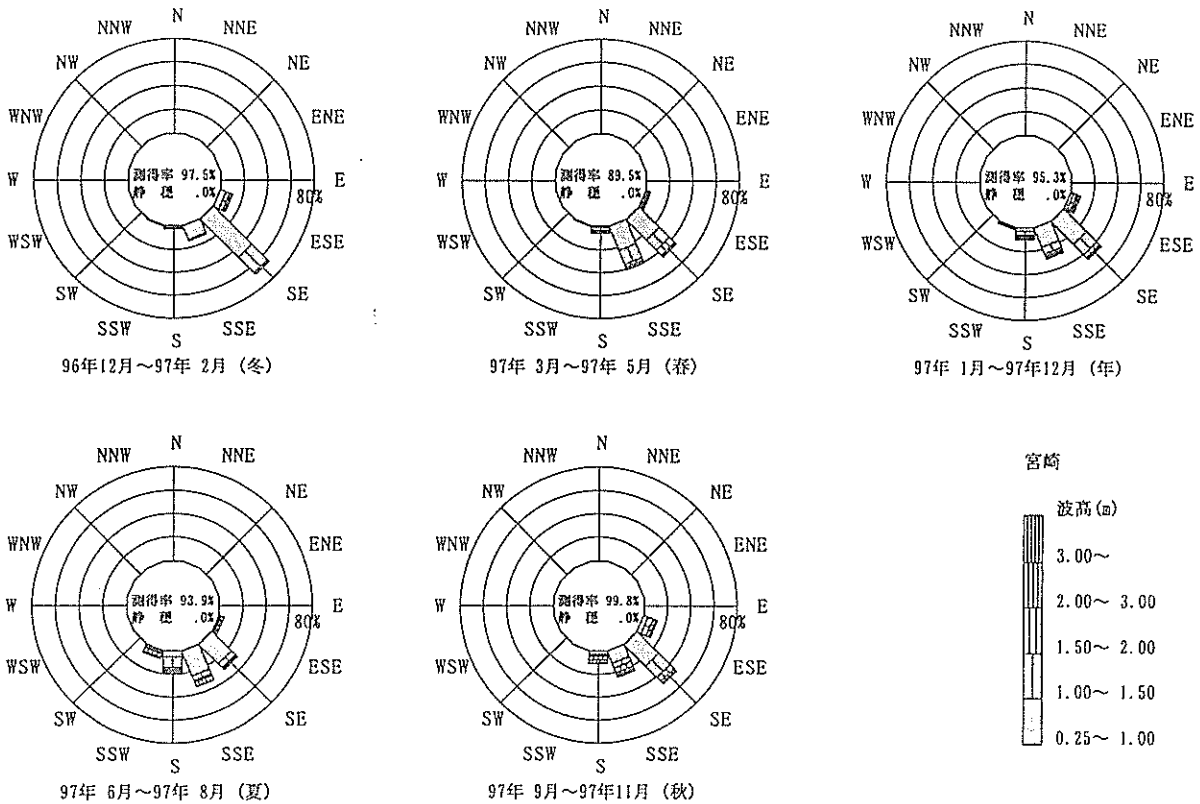 N
NNW NNE
NW NE
WNW ENE
測得率 97.5%
W E
静 穏 .0%
80%
WSW ESE
SW SE
SSW SSE
S
96年12月~97年 2月 (冬)
N
NNW NNE
NW NE
WNW ENE
測得率 89.5%
W E
静 穏 .0%
80%
WSW ESE
SW SE
SSW SSE
S
97年 3月~97年 5月 (春)
N
NNW NNE
NW NE
WNW ENE
測得率 95.3%
W E
静 穏 .0%
80%
WSW ESE
SW SE
SSW SSE
S
97年 1月~97年12月 (年)
N
NNW NNE
NW NE
WNW ENE
測得率 93.9%
W E
静 穏 .0%
80%
WSW ESE
SW SE
SSW SSE
S
97年 6月~97年 8月 (夏)
N
NNW NNE
NW NE
WNW ENE
測得率 99.8%
W E
静 穏 .0%
80%
WSW ESE
SW SE
SSW SSE
S
97年 9月~97年11月 (秋)
宮崎
波高(m)
3.00~
2.00~ 3.00
1.50~ 2.00
1.00~ 1.50
0.25~ 1.00